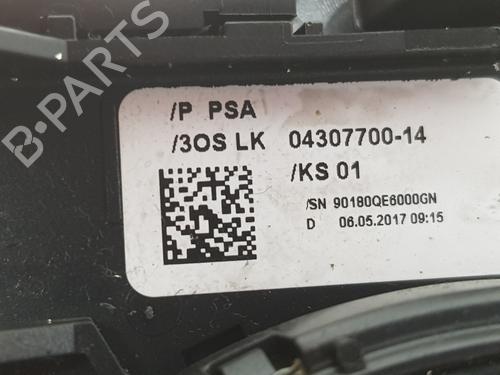 /P PSA
/3OS LK 04307700-14
/KS 01
/SN 90180QE6000GN
D 06.05.2017 09:15
B-PARTS